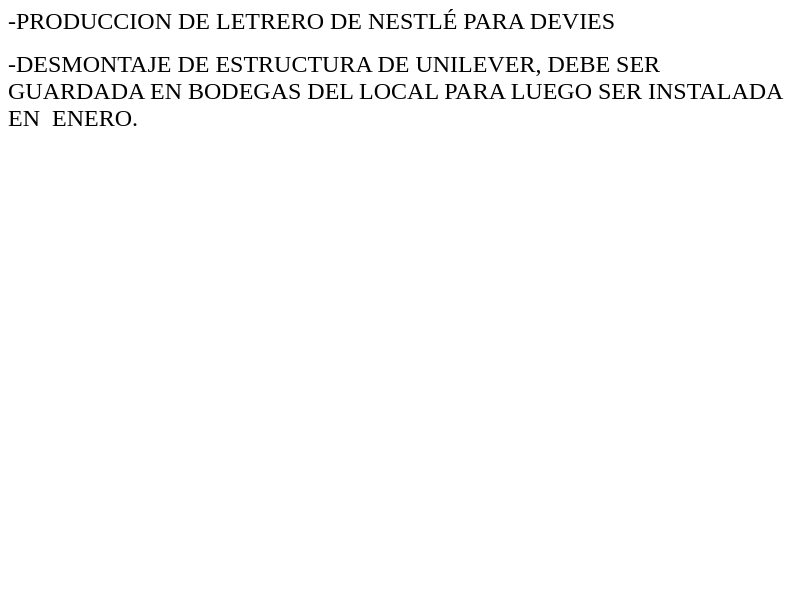 -PRODUCCION DE LETRERO DE NESTLÉ PARA DEVIES
-DESMONTAJE DE ESTRUCTURA DE UNILEVER, DEBE SER
GUARDADA EN BODEGAS DEL LOCAL PARA LUEGO SER INSTALADA
EN  ENERO.